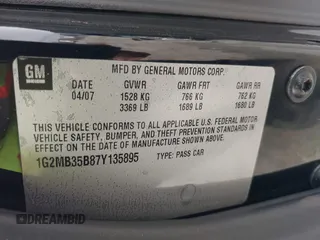 GM
MFD BY GENERAL MOTORS CORP
DATE GVWR GAWR FRT GAWR RR
04/07 1528 KG 766 KG 762 KG
3369 LB 1689 LB 1680 LB
THIS VEHICLE CONFORMS TO ALL APPLICABLE U.S. FEDERAL MOTOR
VEHICLE SAFETY, BUMPER, AND THEFT PREVENTION STANDARDS
IN EFFECT ON THE DATE OF MANUFACTURE SHOWN ABOVE.
1G2MB35B87Y135895 TYPE: PASS CAR
DREAMBID